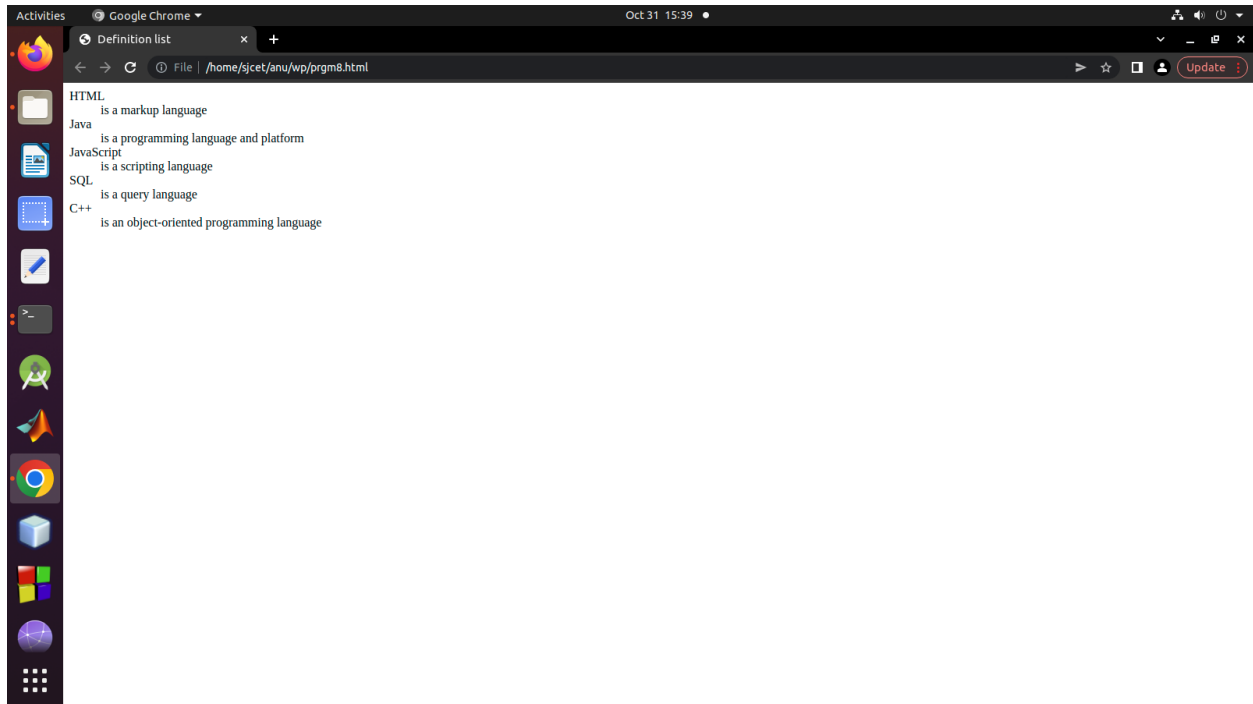 Activities Google Chrome Oct 31 15:39
Definition list
File | /home/sjcet/anu/wp/prgm8.html Update
HTML
is a markup language
Java
is a programming language and platform
JavaScript
is a scripting language
SQL
is a query language
C++
is an object-oriented programming language